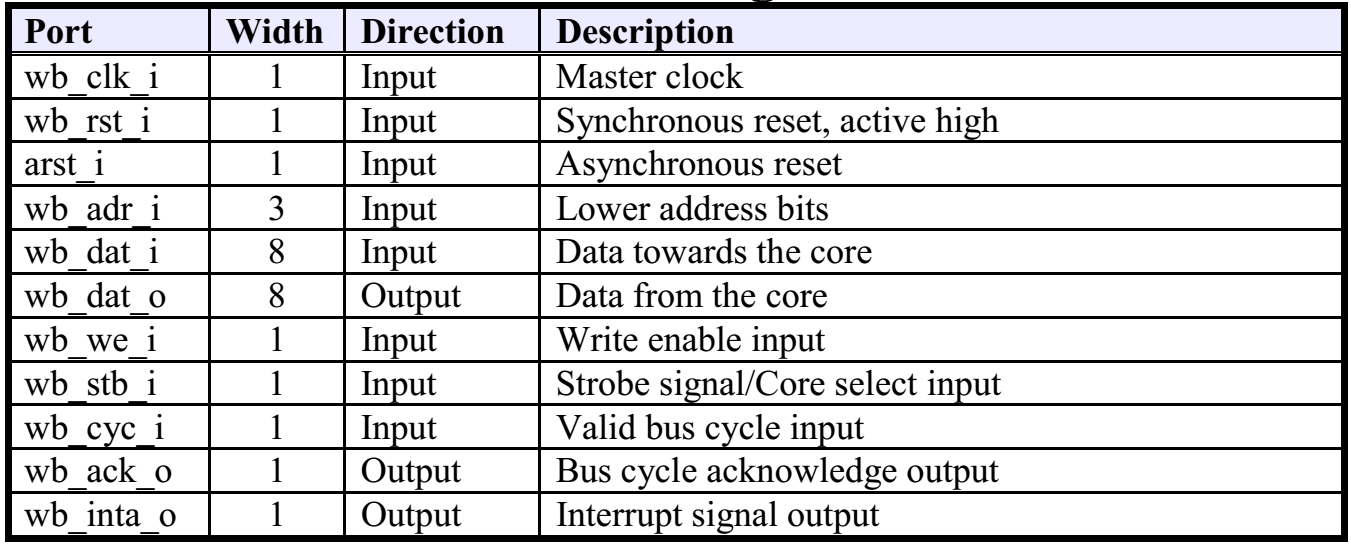 Port Width Direction Description
wb_clk_i 1 Input Master clock
wb_rst_i 1 Input Synchronous reset, active high
arst_i 1 Input Asynchronous reset
wb_adr_i 3 Input Lower address bits
wb_dat_i 8 Input Data towards the core
wb_dat_o 8 Output Data from the core
wb_we_i 1 Input Write enable input
wb_stb_i 1 Input Strobe signal/Core select input
wb_cyc_i 1 Input Valid bus cycle input
wb_ack_o 1 Output Bus cycle acknowledge output
wb_inta_o 1 Output Interrupt signal output